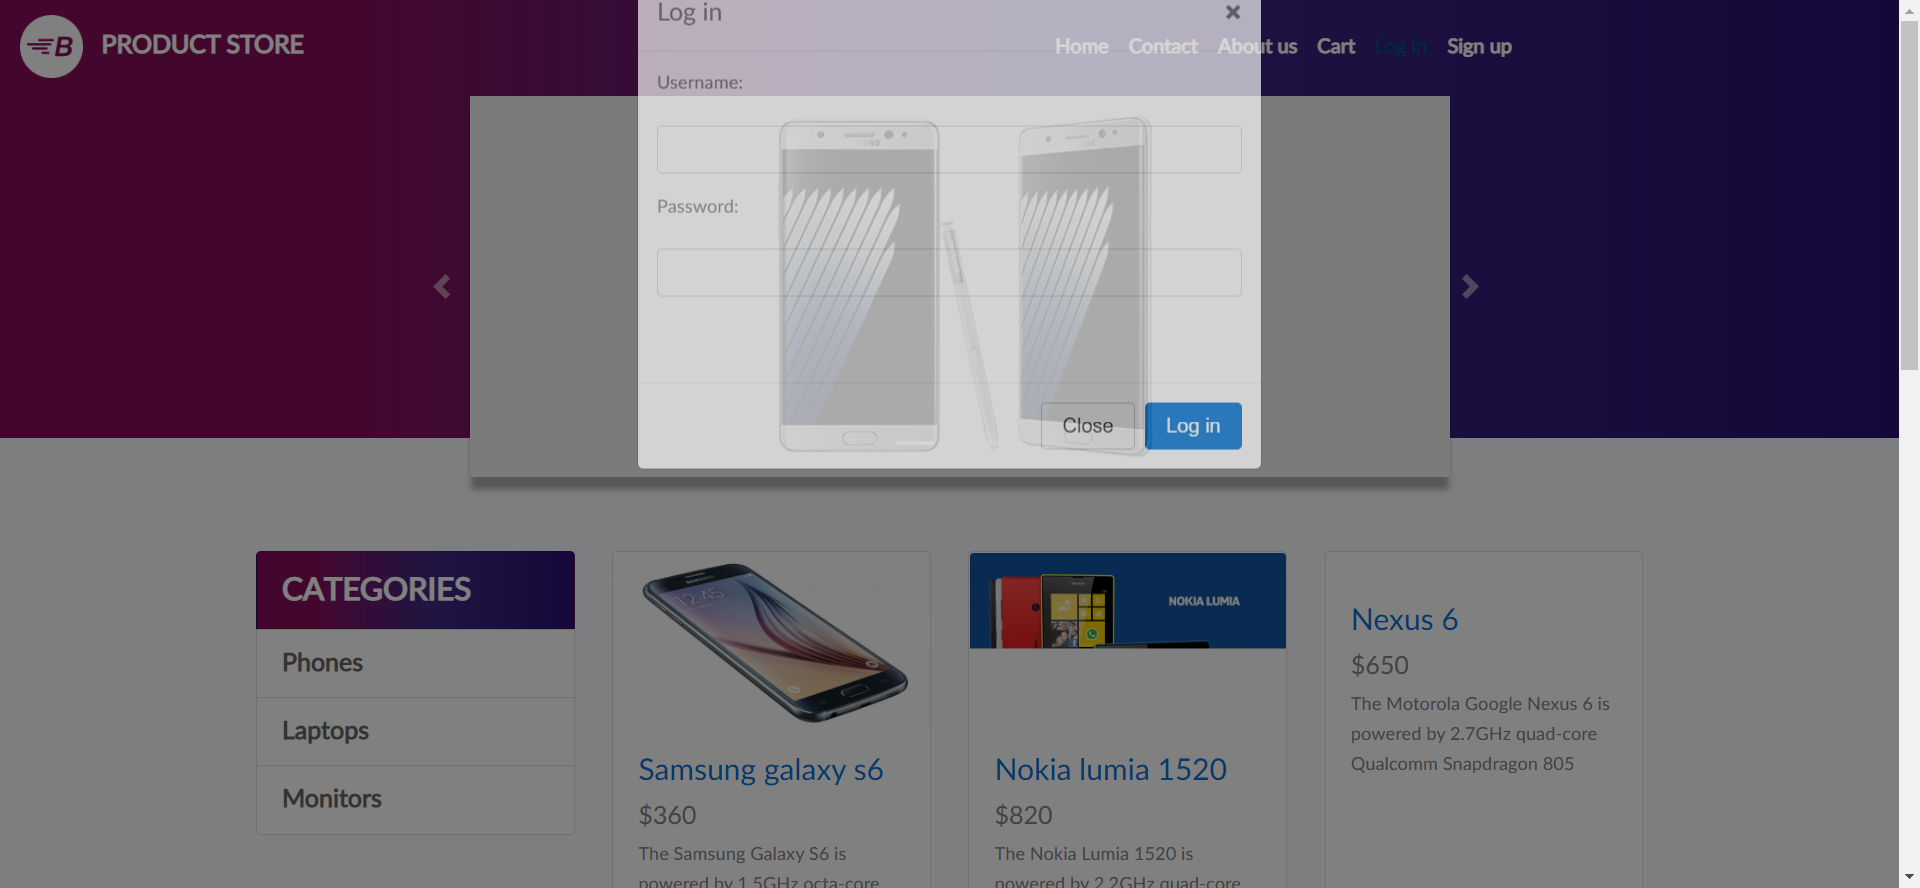 B PRODUCT STORE
Log in
Home Contact About us Cart Log in Sign up
Username:
Password:
Close Log in
CATEGORIES
Phones
Laptops
Monitors
12:45
SAMSUNG
Samsung galaxy s6
$360
The Samsung Galaxy S6 is
powered by 1.5GHz octa-core
NOKIA LUMIA
Nokia lumia 1520
$820
The Nokia Lumia 1520 is
powered by 2.2GHz quad-core
Nexus 6
$650
The Motorola Google Nexus 6 is
powered by 2.7GHz quad-core
Qualcomm Snapdragon 805